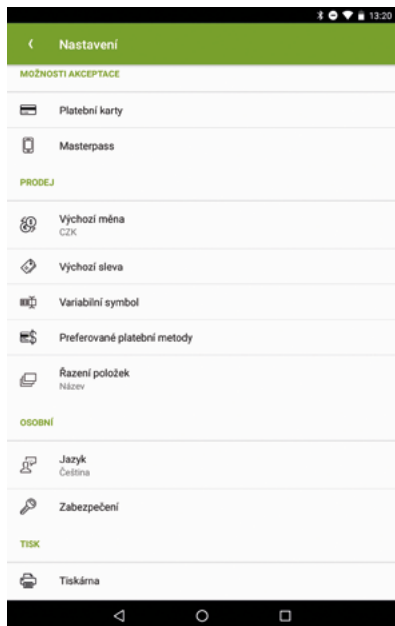 13:20
Nastavení
MOŽNOSTI AKCEPTACE
Platební karty
Masterpass
PRODEJ
Výchozí měna
CZK
Výchozí sleva
Variabilní symbol
Preferované platební metody
Řazení položek
Název
OSOBNÍ
Jazyk
Čeština
Zabezpečení
TISK
Tiskárna